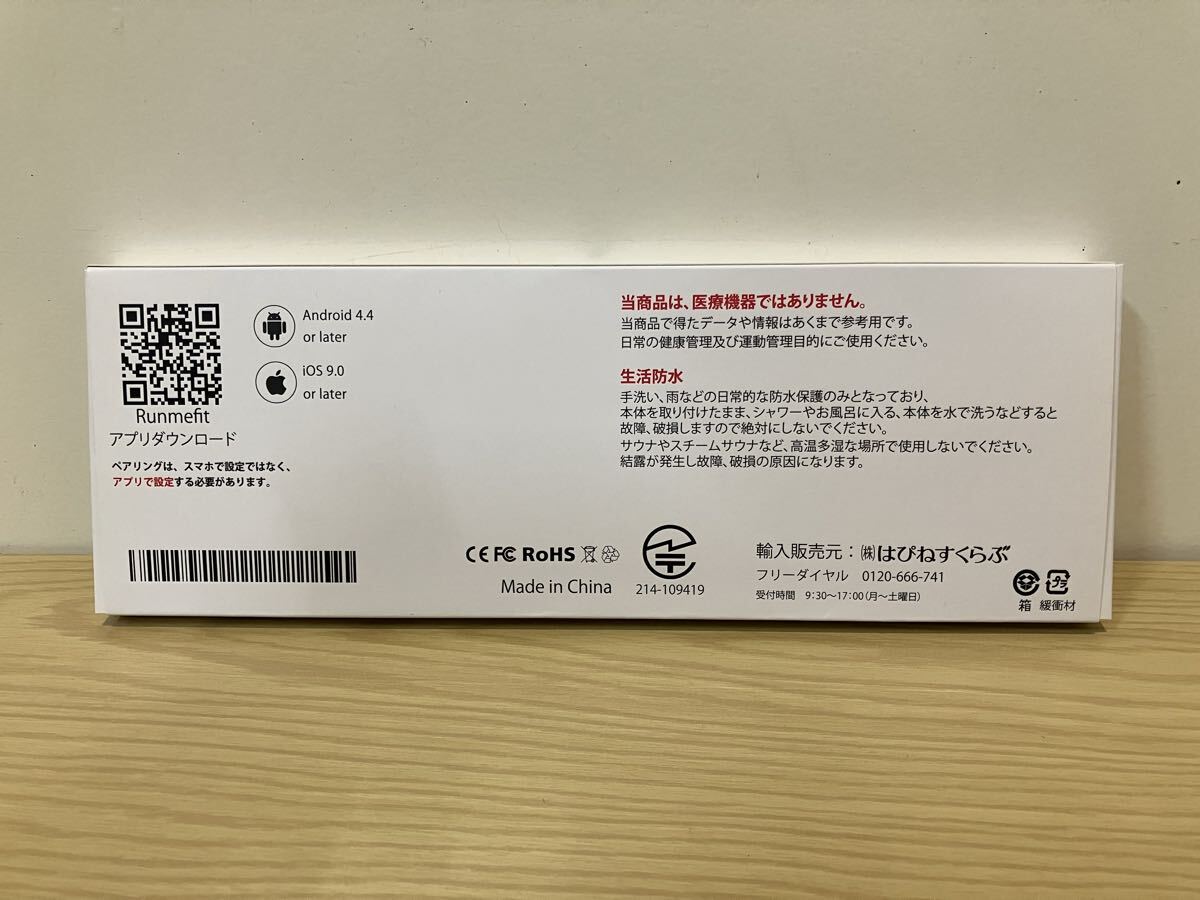 Runmefit
アプリダウンロード
ペアリングは、スマホで設定ではなく、
アプリで設定する必要があります。
Android 4.4
or later
iOS 9.0
or later
当商品は、医療機器ではありません。
当商品で得たデータや情報はあくまで参考用です。
日常の健康管理及び運動管理目的にご使用ください。
生活防水
手洗い、雨などの日常的な防水保護のみとなっており、
本体を取り付けたまま、シャワーやお風呂に入る、本体を水で洗うなどすると
故障、破損しますので絶対にしないでください。
サウナやスチームサウナなど、高温多湿な場所で使用しないでください。
結露が発生し故障、破損の原因になります。
CE FC RoHS
Made in China
214-109419
輸入販売元：㈱はぴねすくらぶ
フリーダイヤル 0120-666-741
受付時間 9:30～17:00（月～土曜日）
プラ
箱 緩衝材